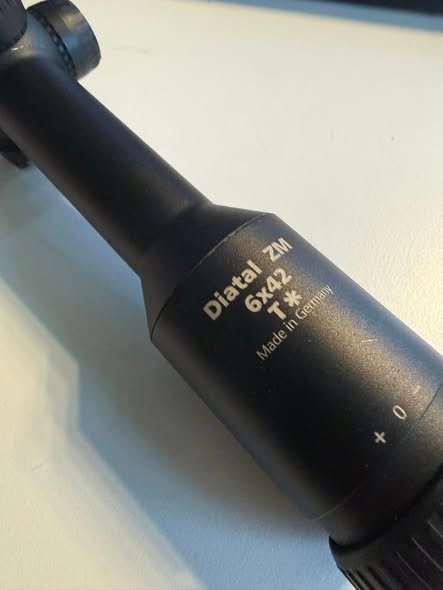 Diatal ZM
6x42
T*
Made in Germany
+ 0 -